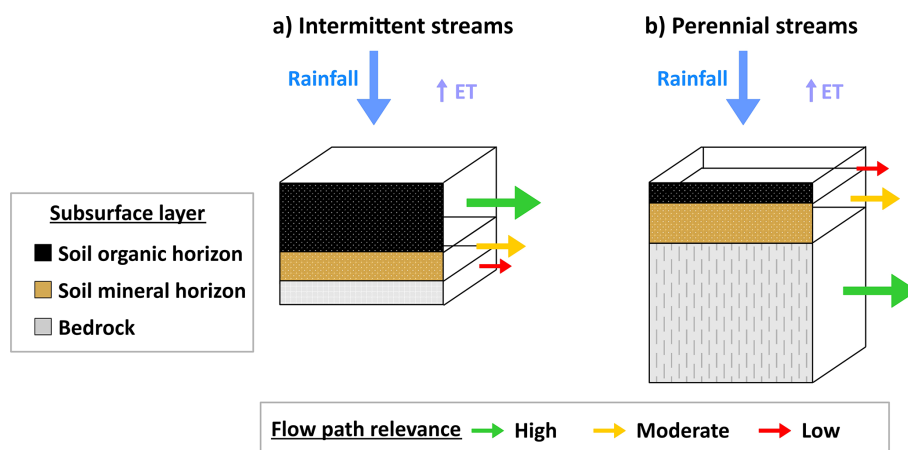 a) Intermittent streams
b) Perennial streams
Rainfall
ET
Rainfall
ET
Subsurface layer
Soil organic horizon
Soil mineral horizon
Bedrock
Flow path relevance
High
Moderate
Low